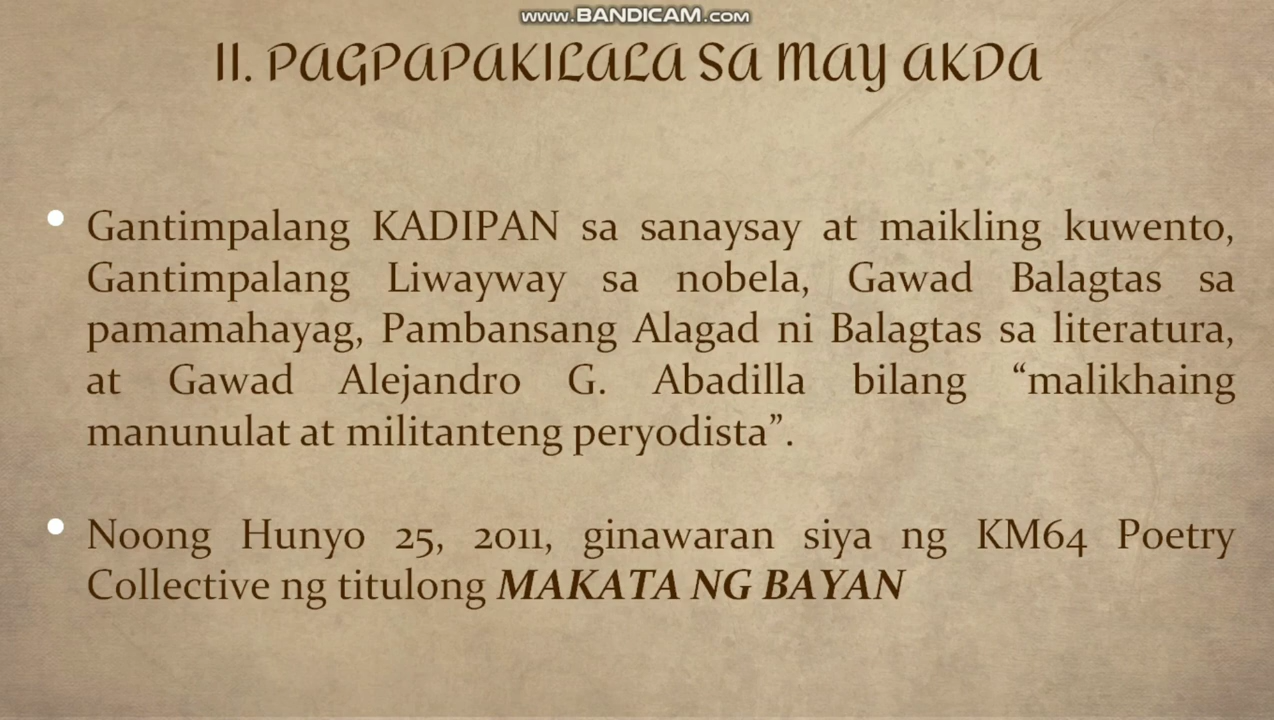 www.BANDICAM.com
II. PAGPAPAKILALA SA MAY AKDA
• Gantimpalang KADIPAN sa sanaysay at maikling kuwento,
Gantimpalang Liwayway sa nobela, Gawad Balagtas sa
pamamahayag, Pambansang Alagad ni Balagtas sa literatura,
at Gawad Alejandro G. Abadilla bilang “malikhaing
manunulat at militanteng peryodista”.
• Noong Hunyo 25, 2011, ginawaran siya ng KM64 Poetry
Collective ng titulong MAKATA NG BAYAN